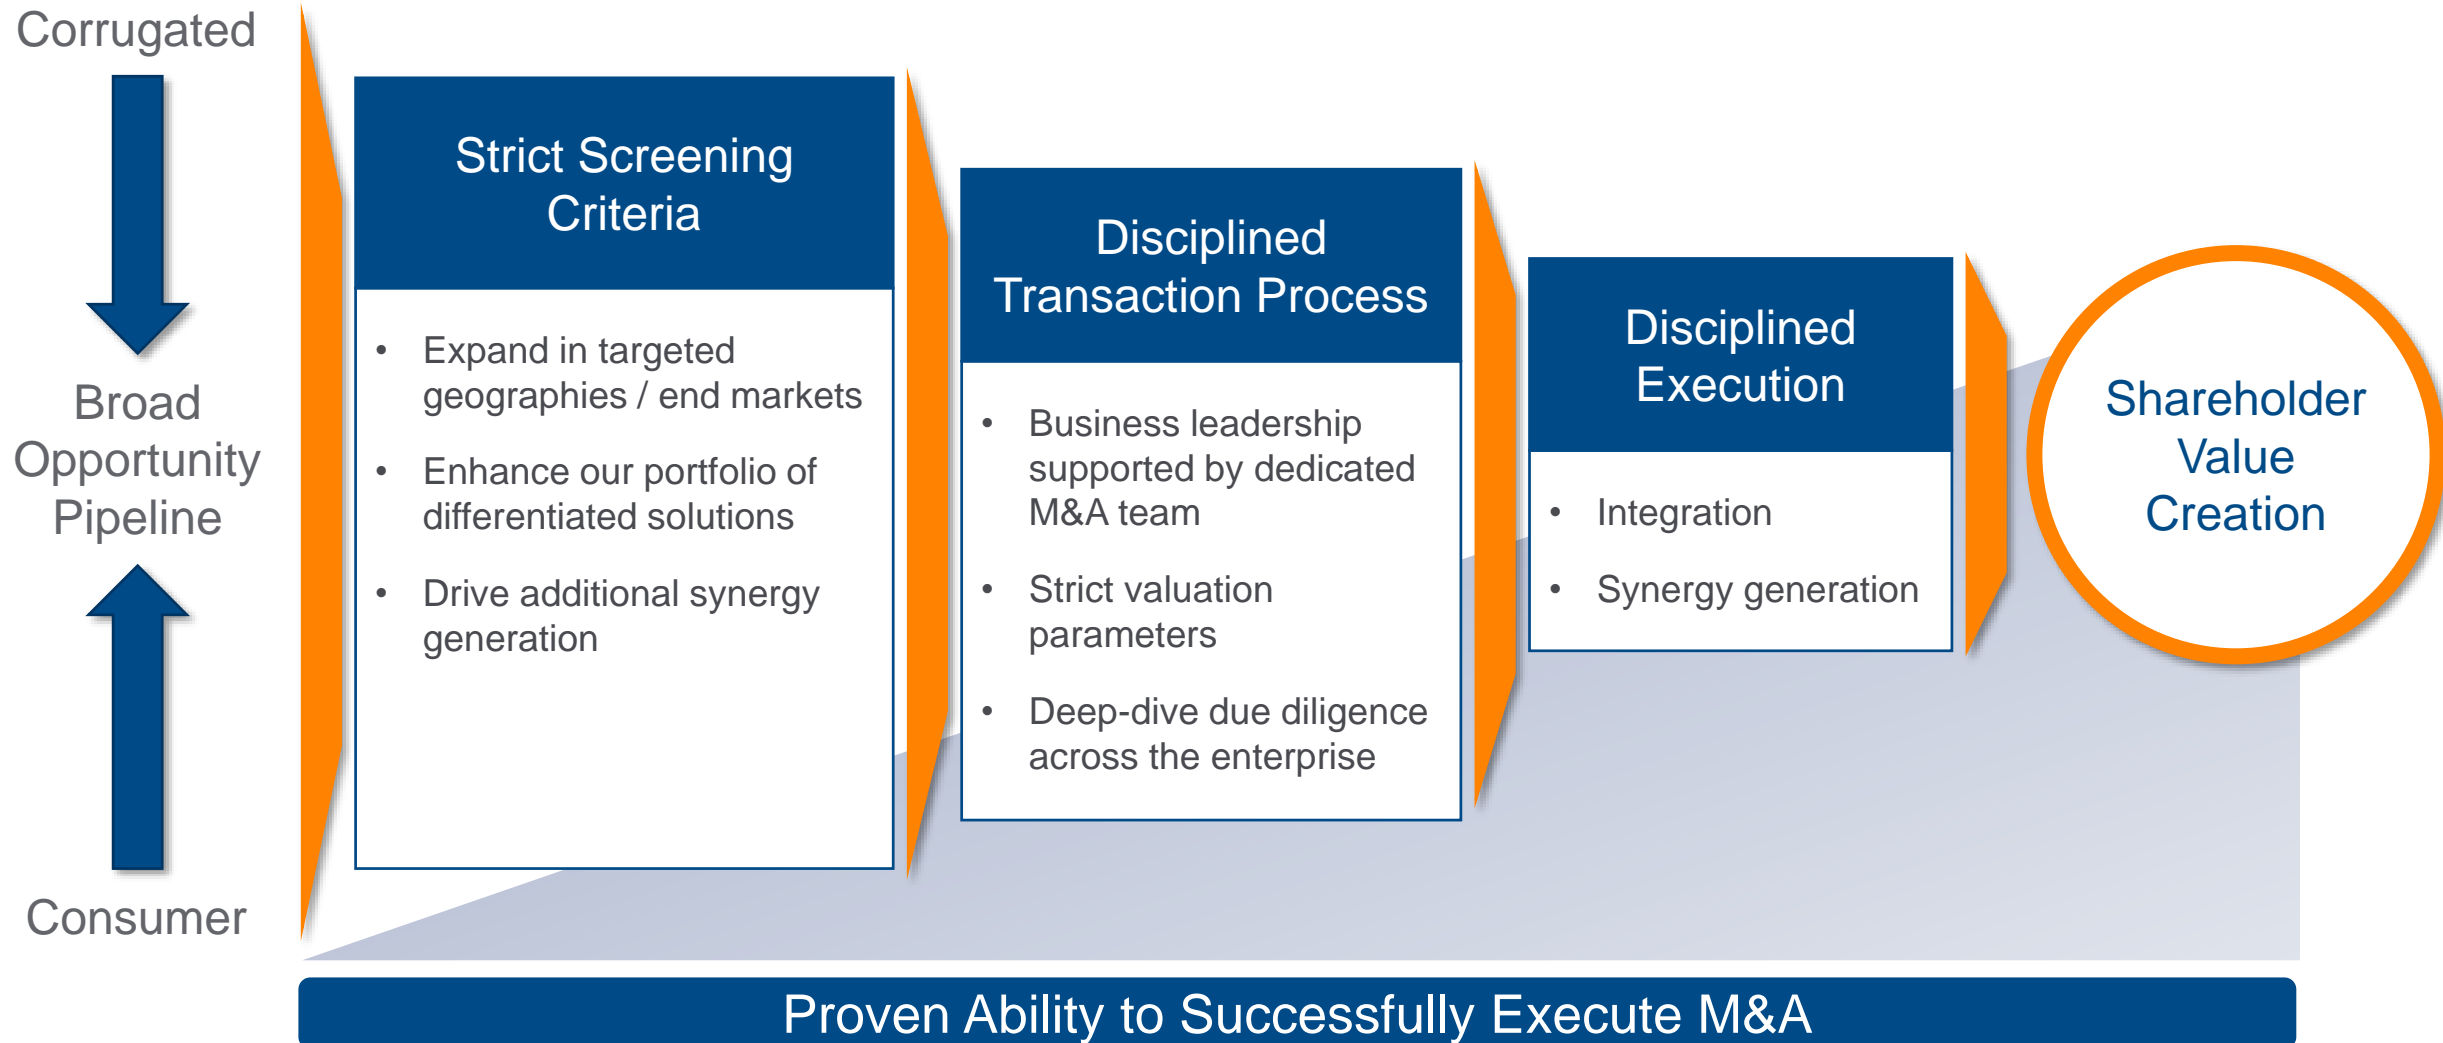 Corrugated
Broad
Opportunity
Pipeline
Consumer
Strict Screening
Criteria
• Expand in targeted
geographies / end markets
• Enhance our portfolio of
differentiated solutions
• Drive additional synergy
generation
Disciplined
Transaction Process
• Business leadership
supported by dedicated
M&A team
• Strict valuation
parameters
• Deep-dive due diligence
across the enterprise
Disciplined
Execution
• Integration
• Synergy generation
Shareholder
Value
Creation
Proven Ability to Successfully Execute M&A